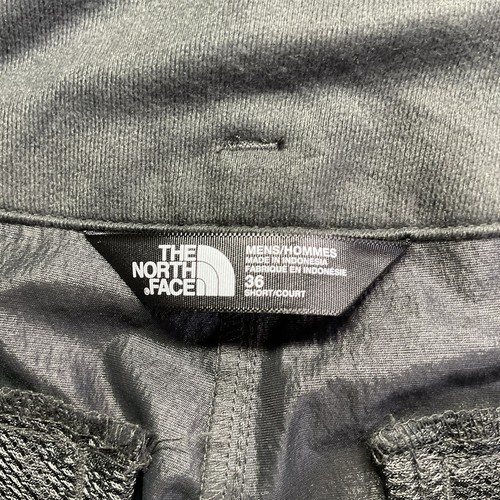 THE
NORTH
FACE
MENS/HOMMES
MADE IN INDONESIA
FABRIQUÉ EN INDONÉSIE
36
SHORT/COURT